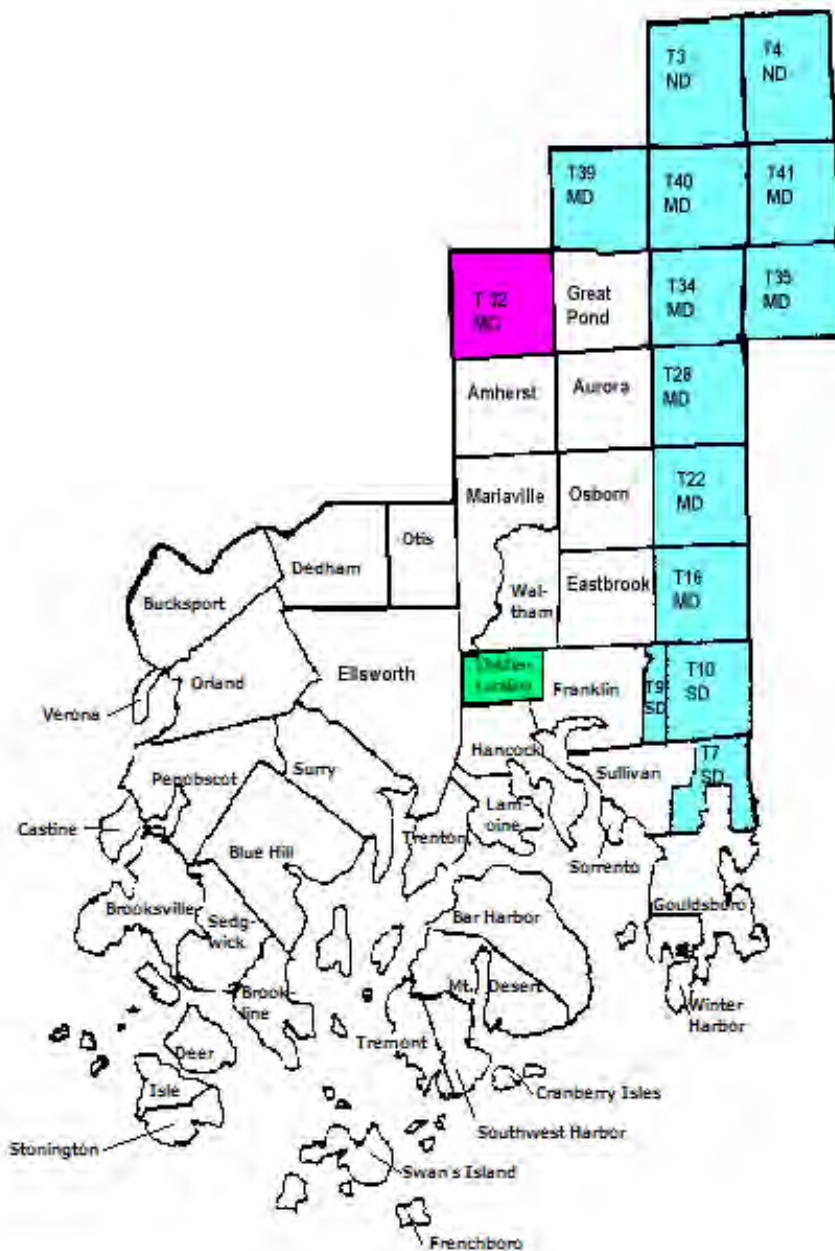 T3
ND
T4
ND
T39
MD
T40
MD
T41
MD
T 32
MD
Great
Pond
T34
MD
T35
MD
Amherst
Aurora
T28
MD
Mariaville
Osborn
T22
MD
Otis
Dedham
Bucksport
Wal-
tham
Eastbrook
T16
MD
Orland
Ellsworth
Franklin
T9
SD
T10
SD
Verona
Hancock
Sullivan
T7
SD
Penobscot
Surry
Castine
Blue Hill
Trenton
Lam-
oine
Sorrento
Brooksville
Sedg-
wick
Bar Harbor
Gouldsboro
Brook-
line
Mt. Desert
Winter
Harbor
Deer
Isle
Tremont
Cranberry Isles
Stonington
Southwest Harbor
Swan's Island
Frenchboro